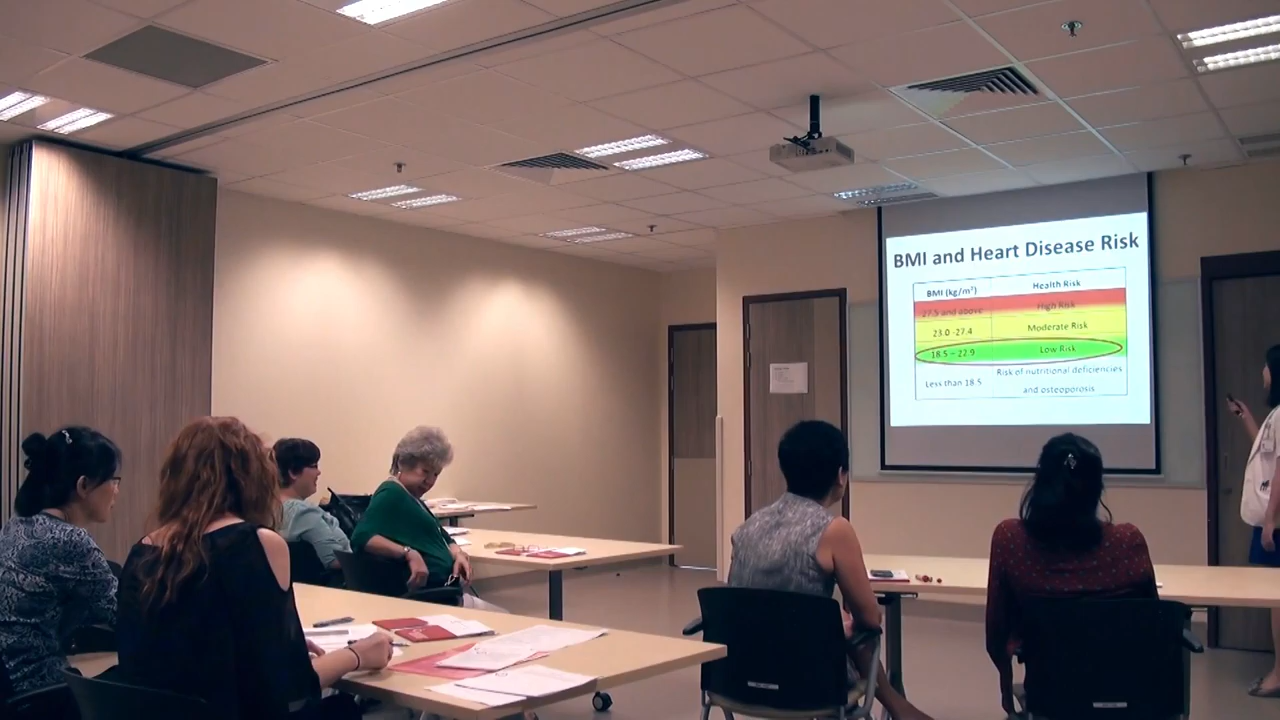 BMI and Heart Disease Risk
BMI (kg/m²) Health Risk
27.5 and above High Risk
23.0 -27.4 Moderate Risk
18.5 – 22.9 Low Risk
Less than 18.5 Risk of nutritional deficiencies
and osteoporosis